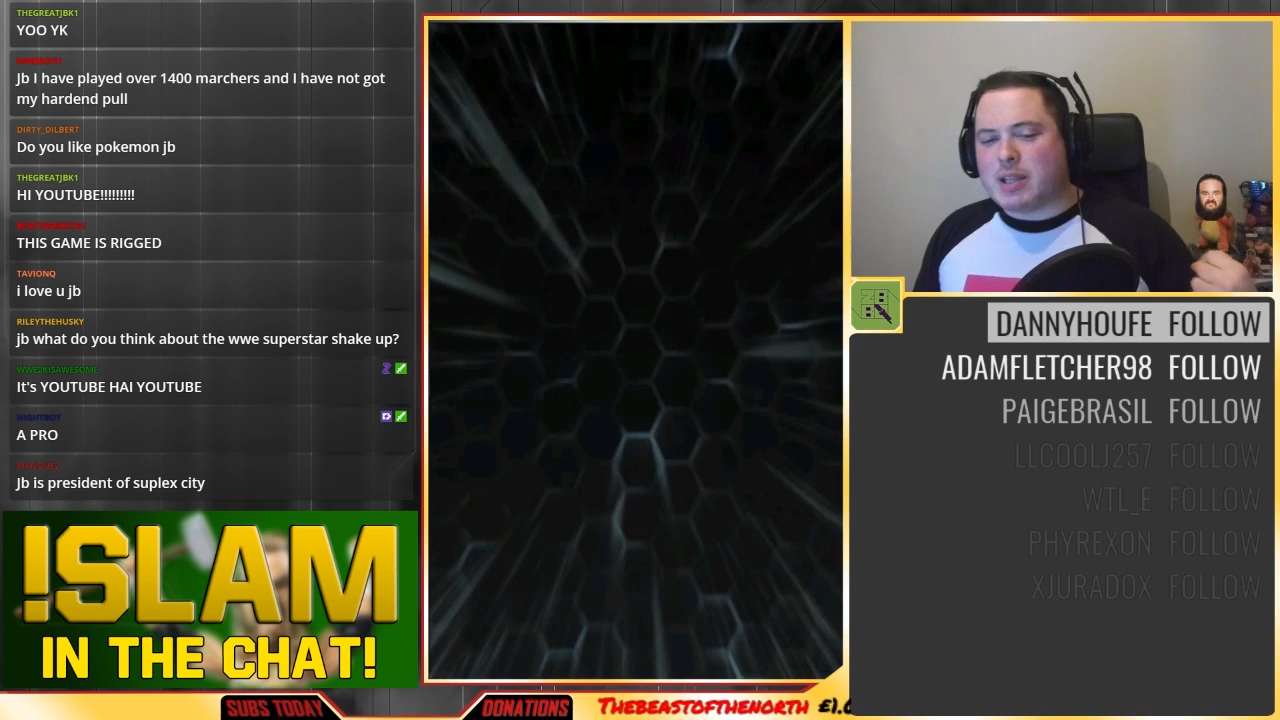 THEGREATJBK1
YOO YK
Jb I have played over 1400 marchers and I have not got
my hardend pull
DIRTY_DILBERT
Do you like pokemon jb
THEGREATJBK1
HI YOUTUBE!!!!!!!!!
THIS GAME IS RIGGED
TAVIONQ
i love u jb
RILEYTHEHUSKY
jb what do you think about the wwe superstar shake up?
WWE2KISAWESOME
It's YOUTUBE HAI YOUTUBE
NIGHTBOT
A PRO
Jb is president of suplex city
!SLAM
IN THE CHAT!
DANNYHOUFE FOLLOW
ADAMFLETCHER98 FOLLOW
PAIGEBRASIL FOLLOW
LLCOOLJ257 FOLLOW
WTL_E FOLLOW
PHYREXON FOLLOW
XJURADOX FOLLOW
SUBS TODAY
DONATIONS
THEBEASTOFTHENORTH